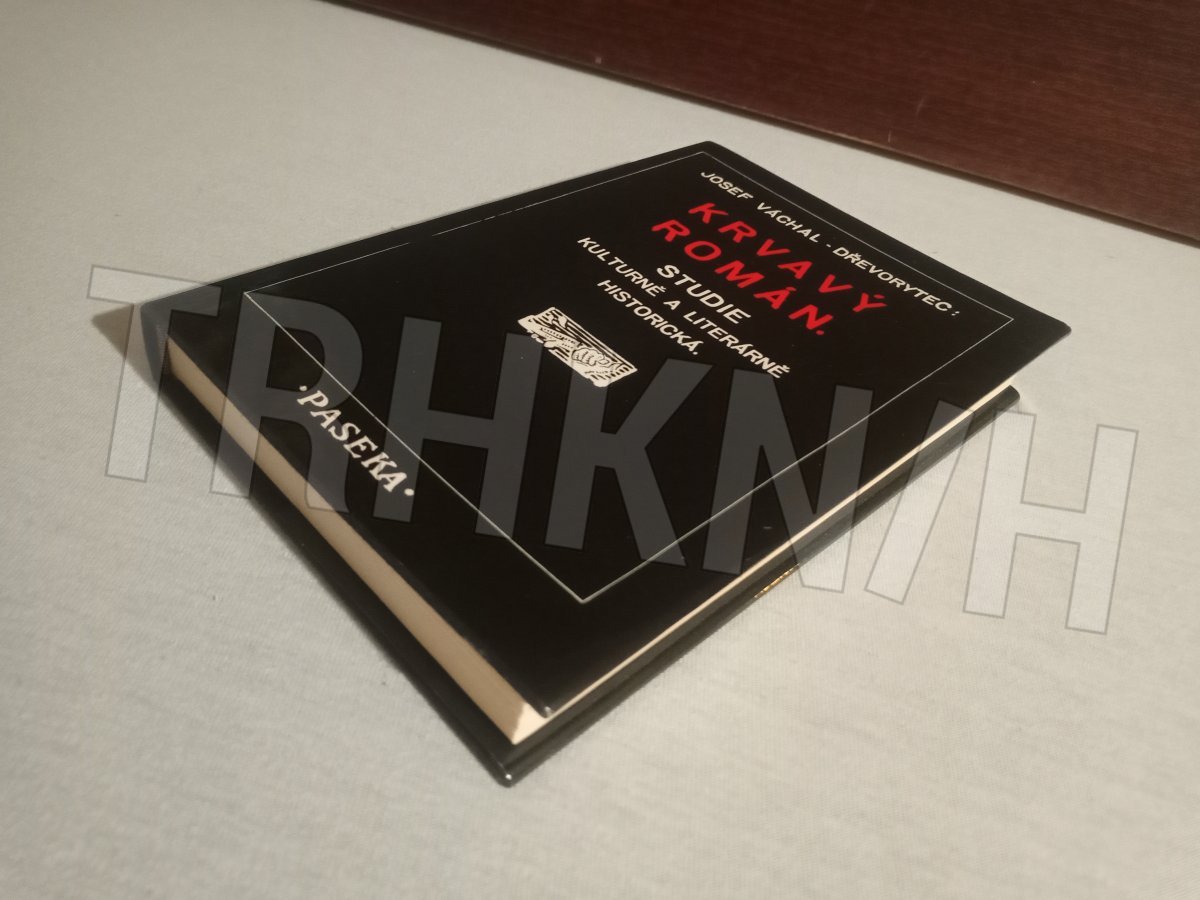 JOSEF VÁCHAL - DŘEVORYTEC:
KRVAVÝ
ROMÁN.
STUDIE
KULTURNĚ A LITERÁRNĚ
HISTORICKÁ.
·PASEKA·
TRHKNIH